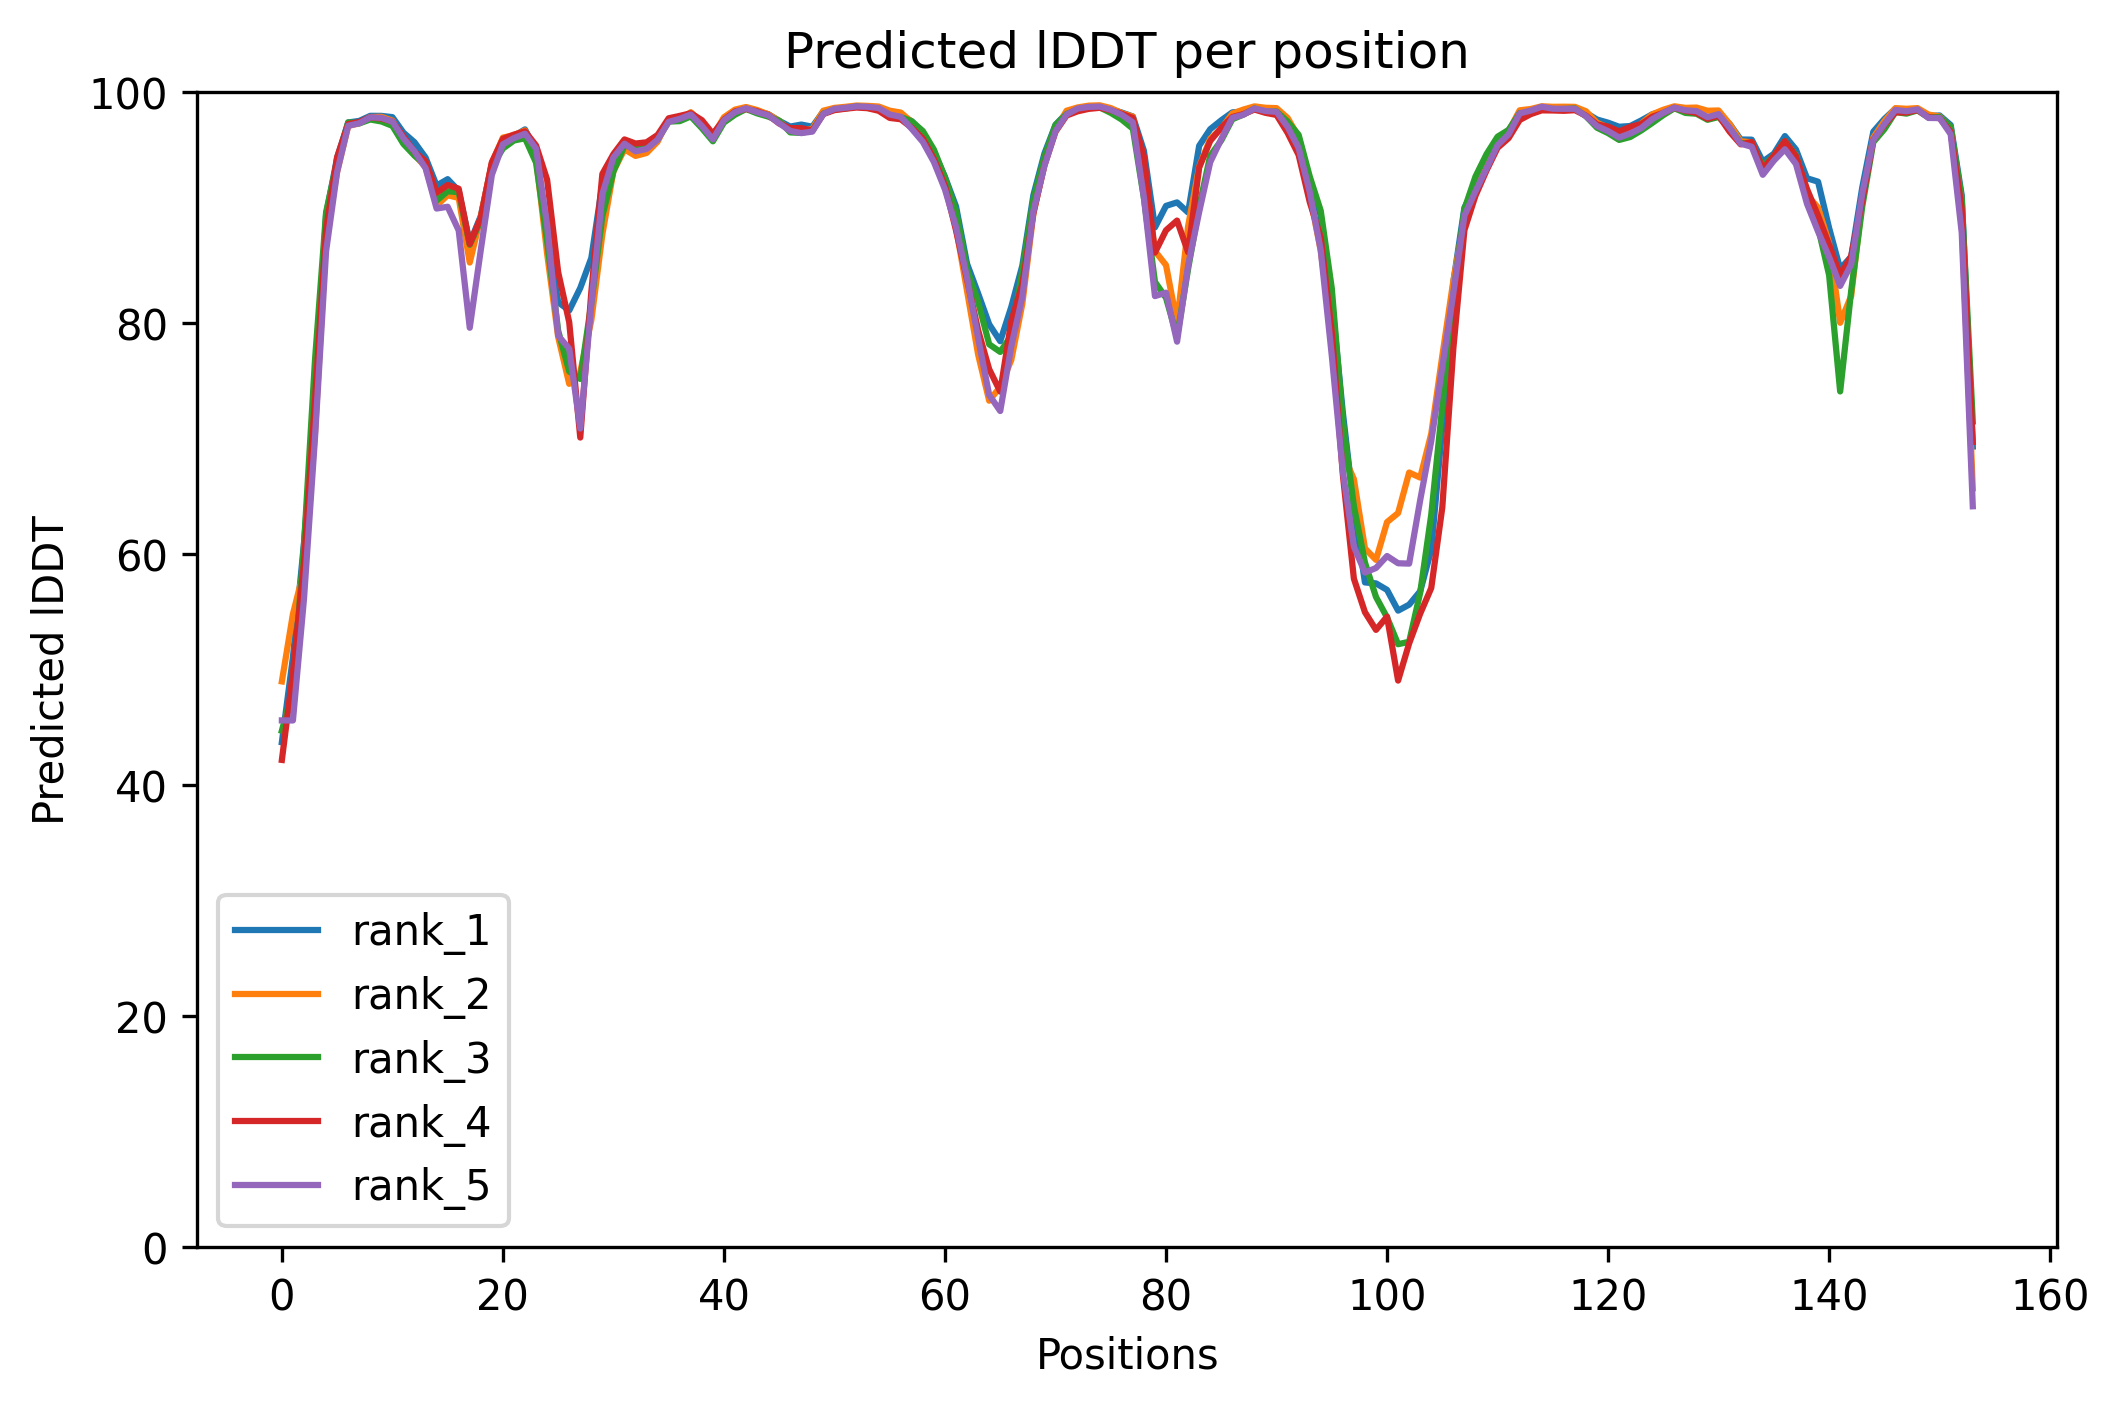 Predicted lDDT per position
100
80
60
40
20
0
Predicted lDDT
rank_1
rank_2
rank_3
rank_4
rank_5
0 20 40 60 80 100 120 140 160
Positions